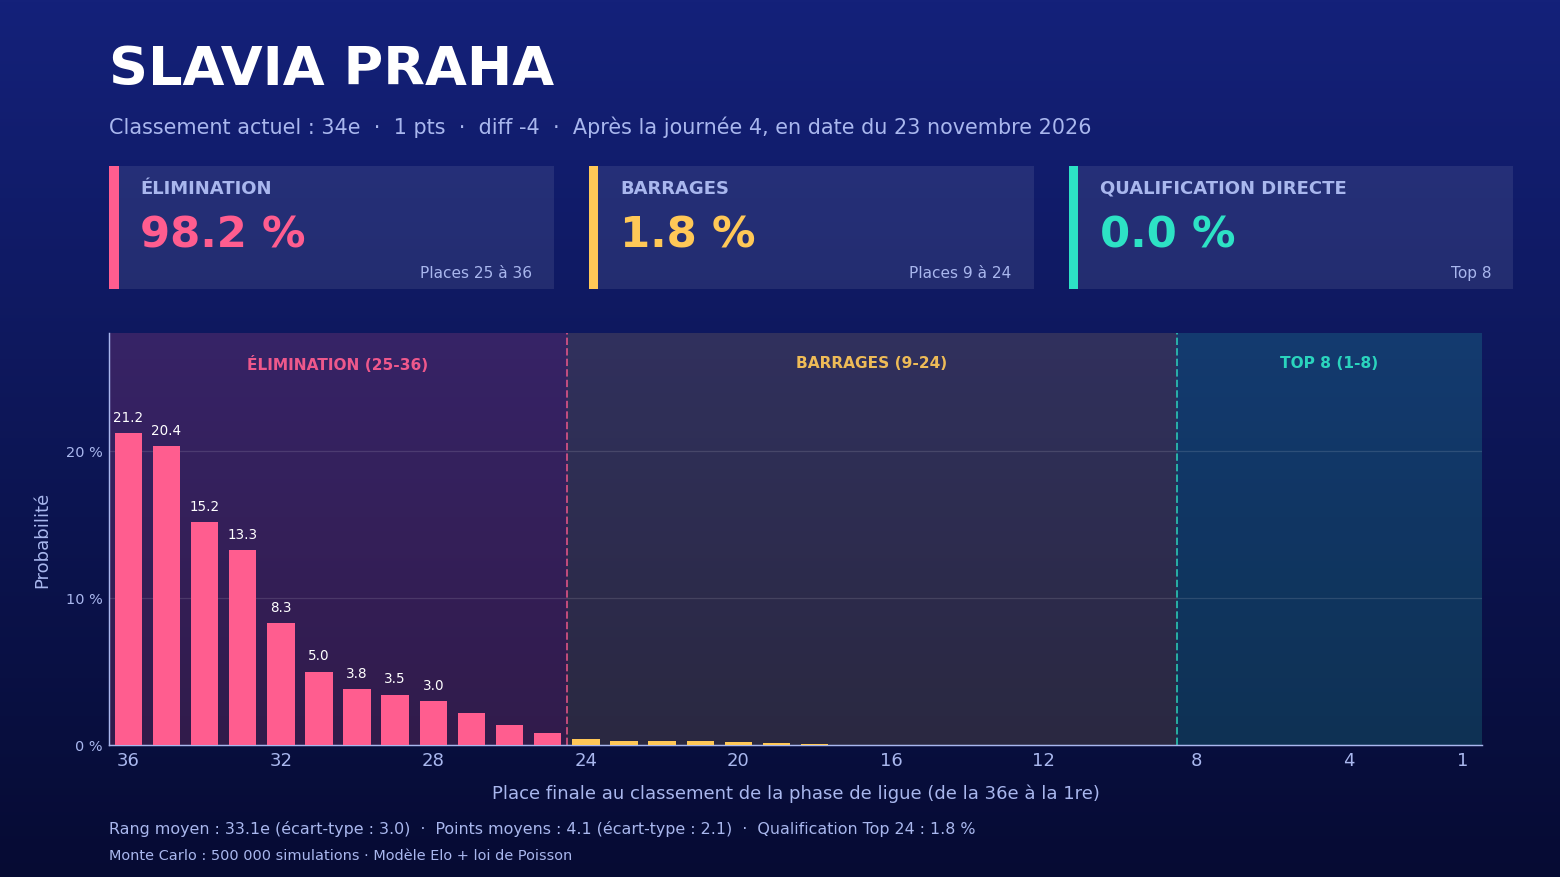 SLAVIA PRAHA
Classement actuel : 34e · 1 pts · diff -4 · Après la journée 4, en date du 23 novembre 2026
ÉLIMINATION
98.2 %
Places 25 à 36
BARRAGES
1.8 %
Places 9 à 24
QUALIFICATION DIRECTE
0.0 %
Top 8
ÉLIMINATION (25-36)
BARRAGES (9-24)
TOP 8 (1-8)
21.2
20.4
15.2
13.3
8.3
5.0
3.8
3.5
3.0
20 %
10 %
0 %
Probabilité
36 32 28 24 20 16 12 8 4 1
Place finale au classement de la phase de ligue (de la 36e à la 1re)
Rang moyen : 33.1e (écart-type : 3.0) · Points moyens : 4.1 (écart-type : 2.1) · Qualification Top 24 : 1.8 %
Monte Carlo : 500 000 simulations · Modèle Elo + loi de Poisson